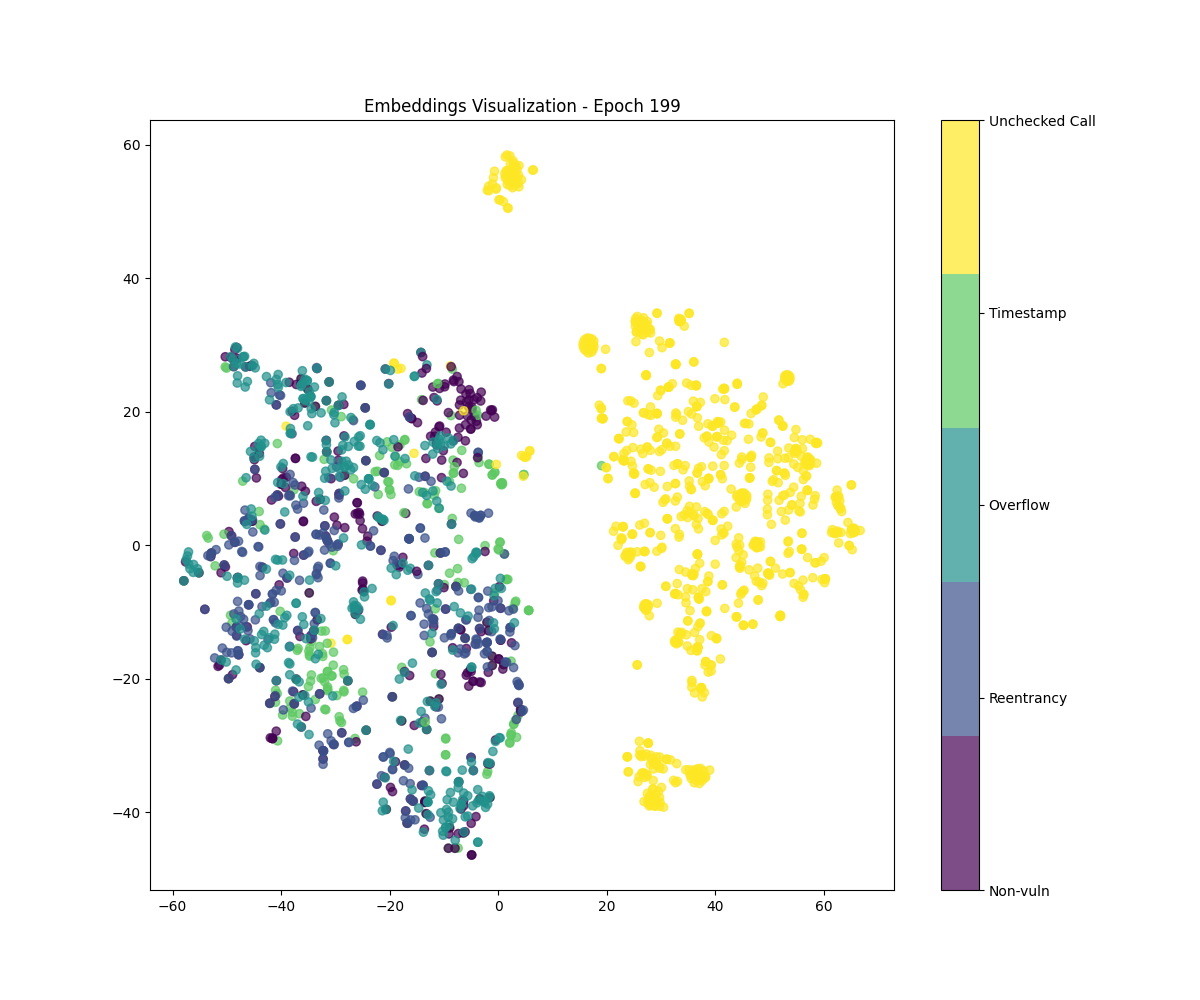 Embeddings Visualization - Epoch 199
60
40
20
0
−20
−40
−60
−40
−20
0
20
40
60
Unchecked Call
Timestamp
Overflow
Reentrancy
Non-vuln